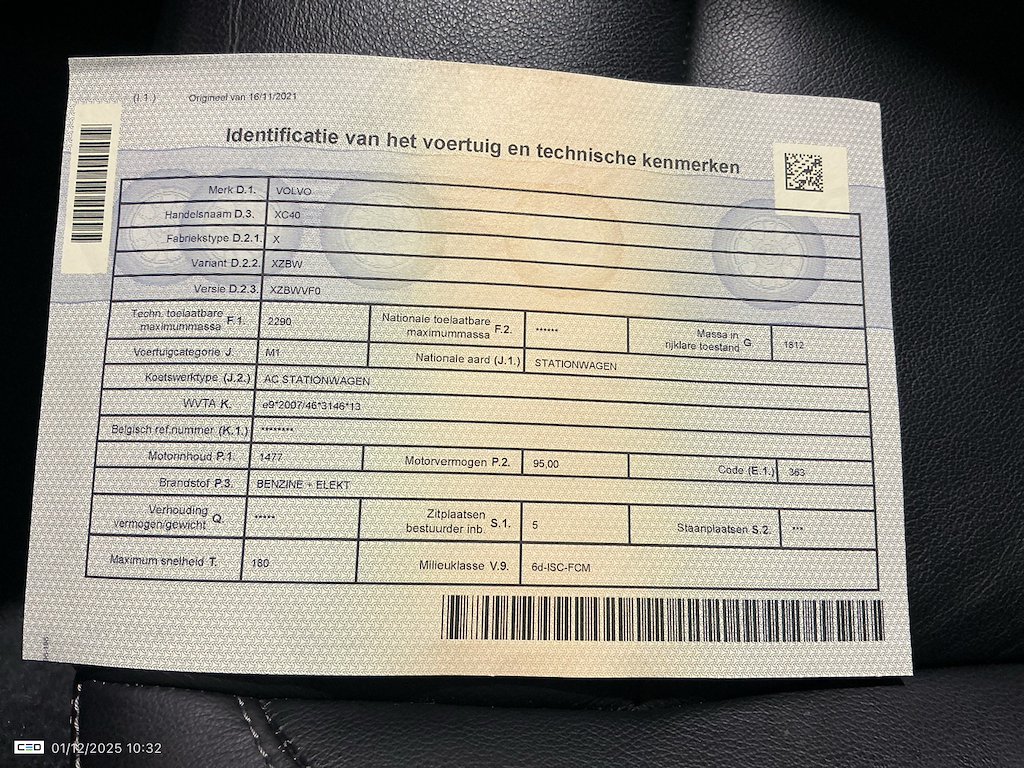 (I.1.) Origineel van 16/11/2021
Identificatie van het voertuig en technische kenmerken
Merk D.1. VOLVO
Handelsnaam D.3. XC40
Fabriekstype D.2.1. X
Variant D.2.2. XZBW
Versie D.2.3. XZBWVF0
Techn. toelaatbare maximummassa F.1. 2290 Nationale toelaatbare maximummassa F.2. ****** Massa in rijklare toestand G 1812
Voertuigcategorie J. M1 Nationale aard (J.1.) STATIONWAGEN
Koetswerktype (J.2.) AC STATIONWAGEN
WVTA K. e9*2007/46*3146*13
Belgisch ref.nummer (K.1.) ********
Motorinhoud P.1. 1477 Motorvermogen P.2. 95,00 Code (E.1.) 363
Brandstof P.3. BENZINE + ELEKT
Verhouding vermogen/gewicht Q. ***** Zitplaatsen bestuurder inb. S.1. 5 Staanplaatsen S.2. ***
Maximum snelheid T. 180 Milieuklasse V.9. 6d-ISC-FCM
CEO 01/12/2025 10:32